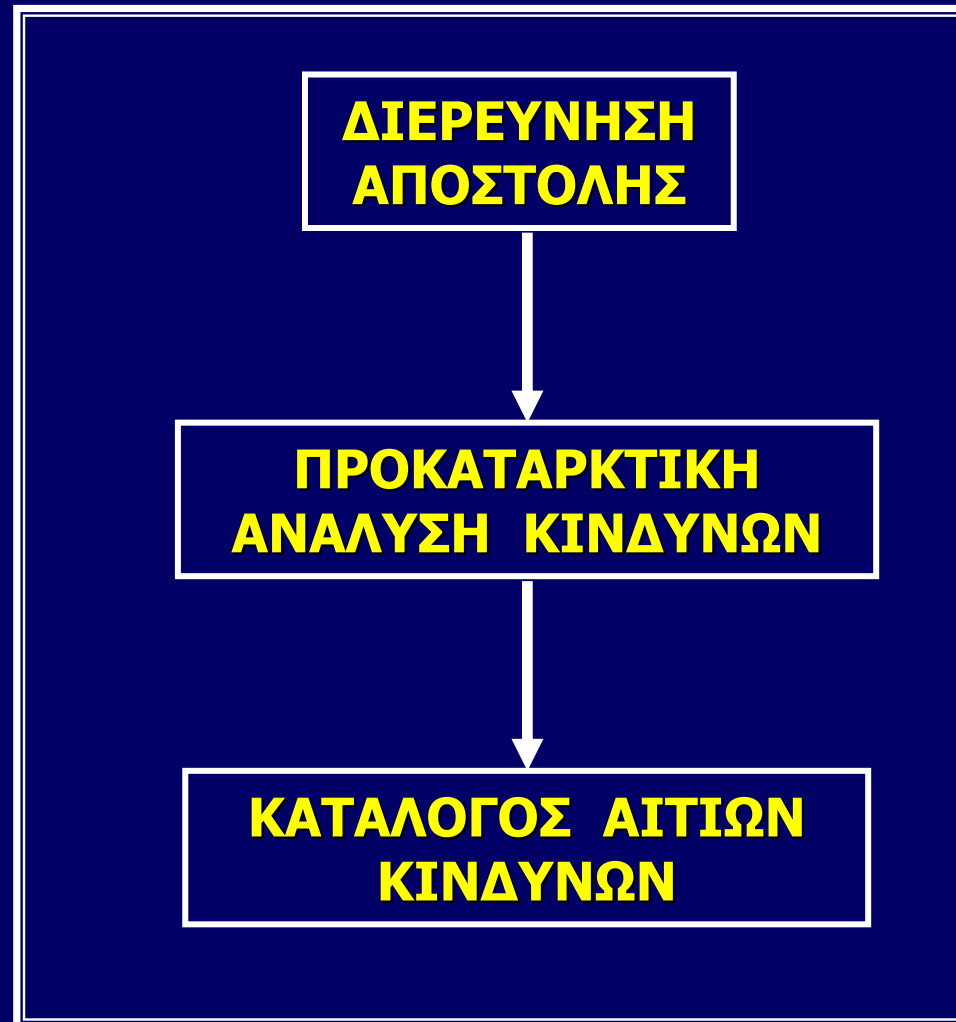 ΔΙΕΡΕΥΝΗΣΗ
ΑΠΟΣΤΟΛΗΣ
ΠΡΟΚΑΤΑΡΚΤΙΚΗ
ΑΝΑΛΥΣΗ ΚΙΝΔΥΝΩΝ
ΚΑΤΑΛΟΓΟΣ ΑΙΤΙΩΝ
ΚΙΝΔΥΝΩΝ